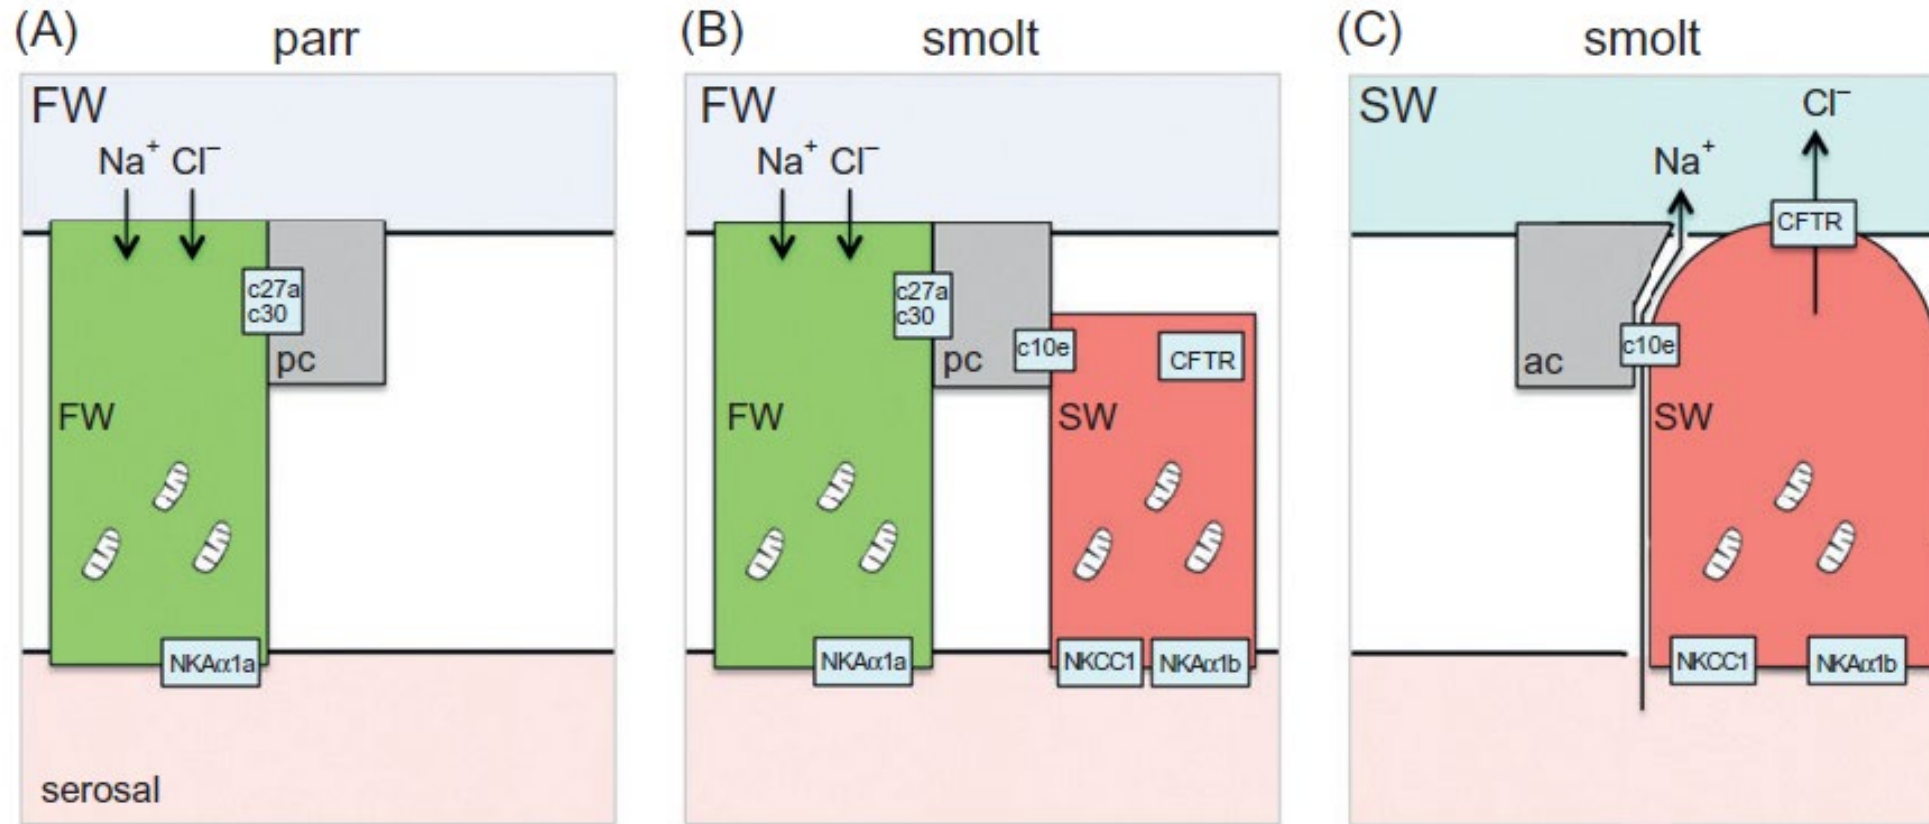 (A) parr
FW
Na⁺ Cl⁻
c27a
c30
pc
FW
NKAα1a
serosal
(B) smolt
FW
Na⁺ Cl⁻
c27a
c30
pc
c10e
CFTR
FW
SW
NKAα1a
NKCC1
NKAα1b
(C) smolt
SW
Cl⁻
Na⁺
CFTR
c10e
ac
SW
NKCC1
NKAα1b